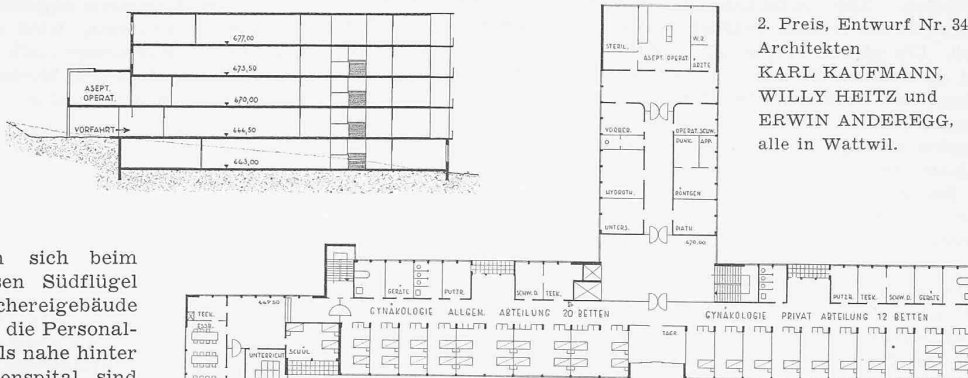 677,00
673,50
ASEPT.
OPERAT.
670,00
VORFAHRT
666,50
663,00
STERIL.
ASEPT. OPERAT.
W.R.
ÄRZTE
VORBER.
OPERAT. SCHW.
DUNK.
APP.
HYDROTH.
RÖNTGEN
UNTERS.
DIATH.
670,00
2. Preis, Entwurf Nr. 34
Architekten
KARL KAUFMANN,
WILLY HEITZ und
ERWIN ANDEREGG,
alle in Wattwil.
sich beim
sen Südflügel
chereigebäude
die Personal-
ls nahe hinter
enspital sind
GERÄTE
PUTZR.
SCHW.D.
TEEK.
GYNÄKOLOGIE ALLGEM. ABTEILUNG 20 BETTEN
GYNÄKOLOGIE PRIVAT ABTEILUNG 12 BETTEN
PUTZR.
TEEK.
SCHW.D.
GERÄTE
TEEK.
ESSR.
UNTERRICHT
SCHUL
TAGR.